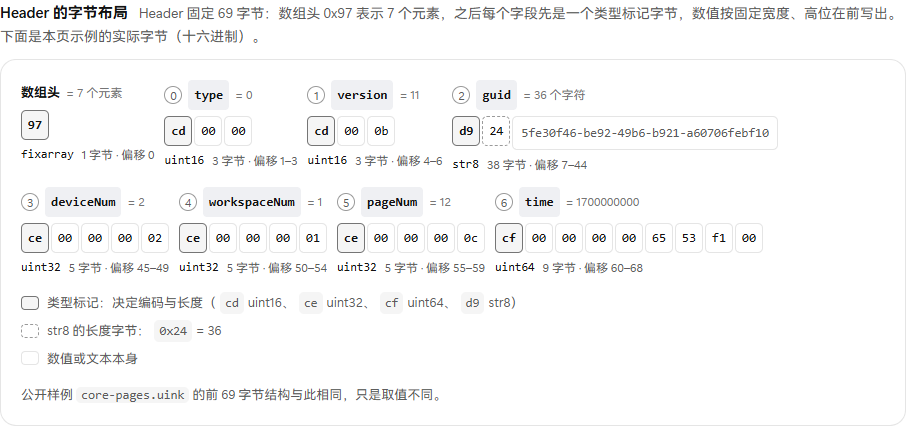 Header 的字节布局 Header 固定 69 字节：数组头 0x97 表示 7 个元素，之后每个字段先是一个类型标记字节，数值按固定宽度、高位在前写出。
下面是本页示例的实际字节（十六进制）。
数组头 = 7 个元素
97
fixarray 1 字节 · 偏移 0
0 type = 0
cd 00 00
uint16 3 字节 · 偏移 1–3
1 version = 11
cd 00 0b
uint16 3 字节 · 偏移 4–6
2 guid = 36 个字符
d9 24 5fe30f46-be92-49b6-b921-a60706febf10
str8 38 字节 · 偏移 7–44
3 deviceNum = 2
ce 00 00 00 02
uint32 5 字节 · 偏移 45–49
4 workspaceNum = 1
ce 00 00 00 01
uint32 5 字节 · 偏移 50–54
5 pageNum = 12
ce 00 00 00 0c
uint32 5 字节 · 偏移 55–59
6 time = 1700000000
cf 00 00 00 00 65 53 f1 00
uint64 9 字节 · 偏移 60–68
类型标记：决定编码与长度（ cd uint16、 ce uint32、 cf uint64、 d9 str8）
str8 的长度字节： 0x24 = 36
数值或文本本身
公开样例 core-pages.uink 的前 69 字节结构与此相同，只是取值不同。